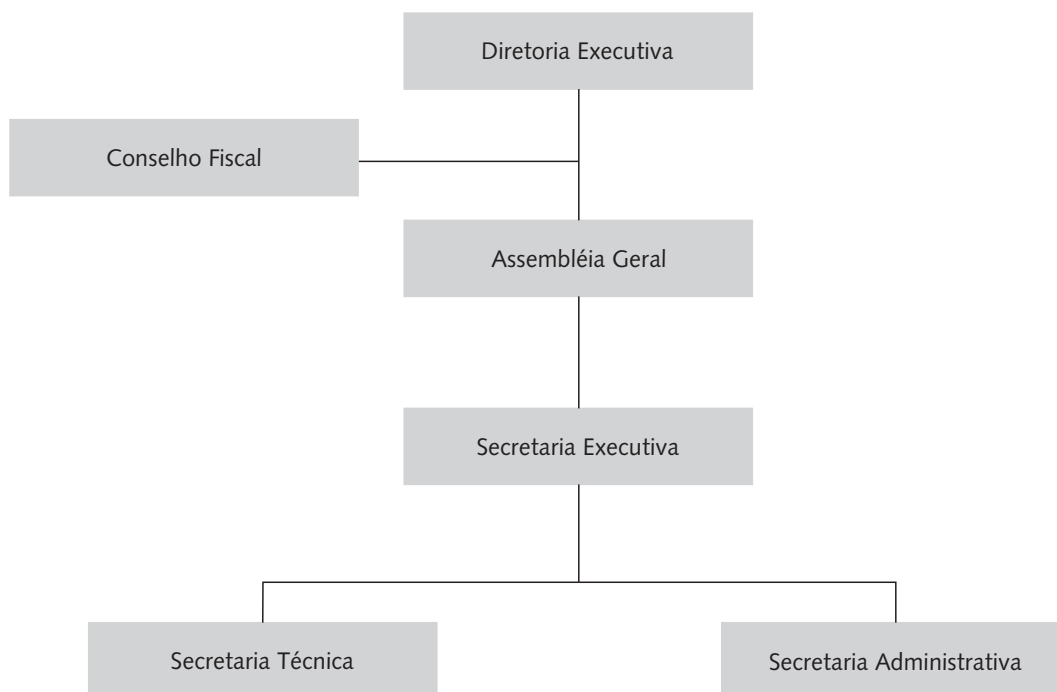 Diretoria Executiva
Conselho Fiscal
Assembléia Geral
Secretaria Executiva
Secretaria Técnica
Secretaria Administrativa